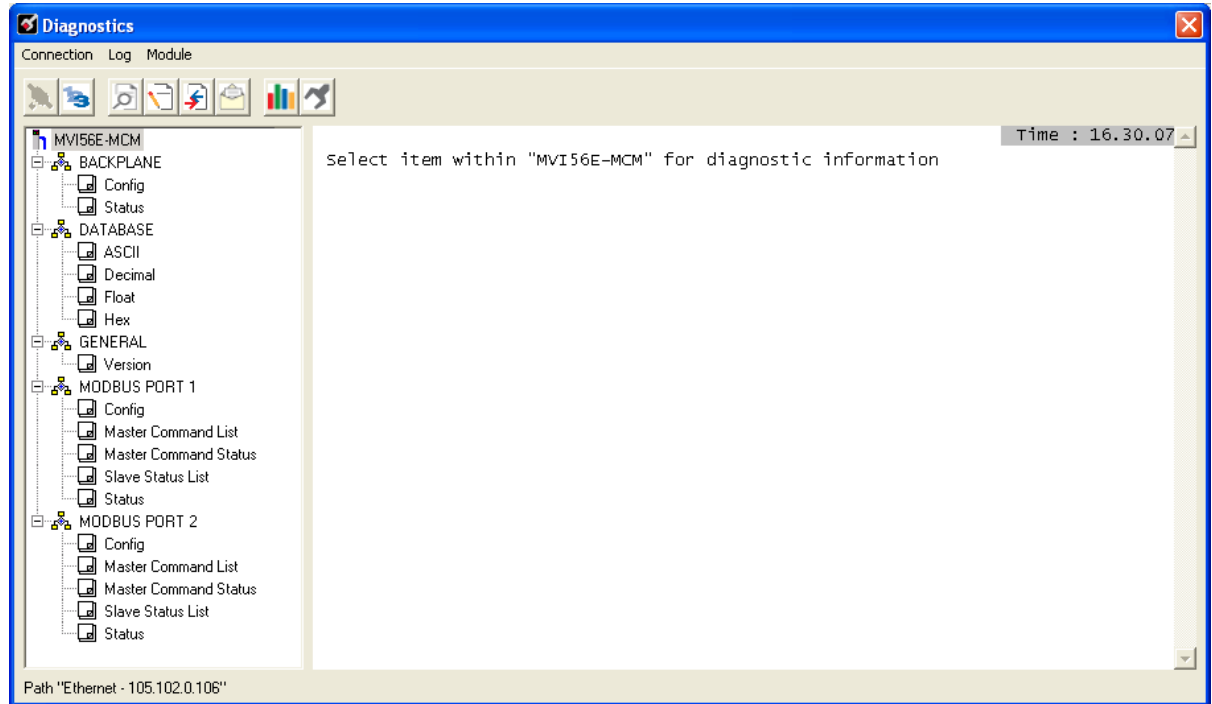 Diagnostics
Connection Log Module
MVI56E-MCM
BACKPLANE
Config
Status
DATABASE
ASCII
Decimal
Float
Hex
GENERAL
Version
MODBUS PORT 1
Config
Master Command List
Master Command Status
Slave Status List
Status
MODBUS PORT 2
Config
Master Command List
Master Command Status
Slave Status List
Status
Time : 16.30.07
Select item within "MVI56E-MCM" for diagnostic information
Path "Ethernet - 105.102.0.106"